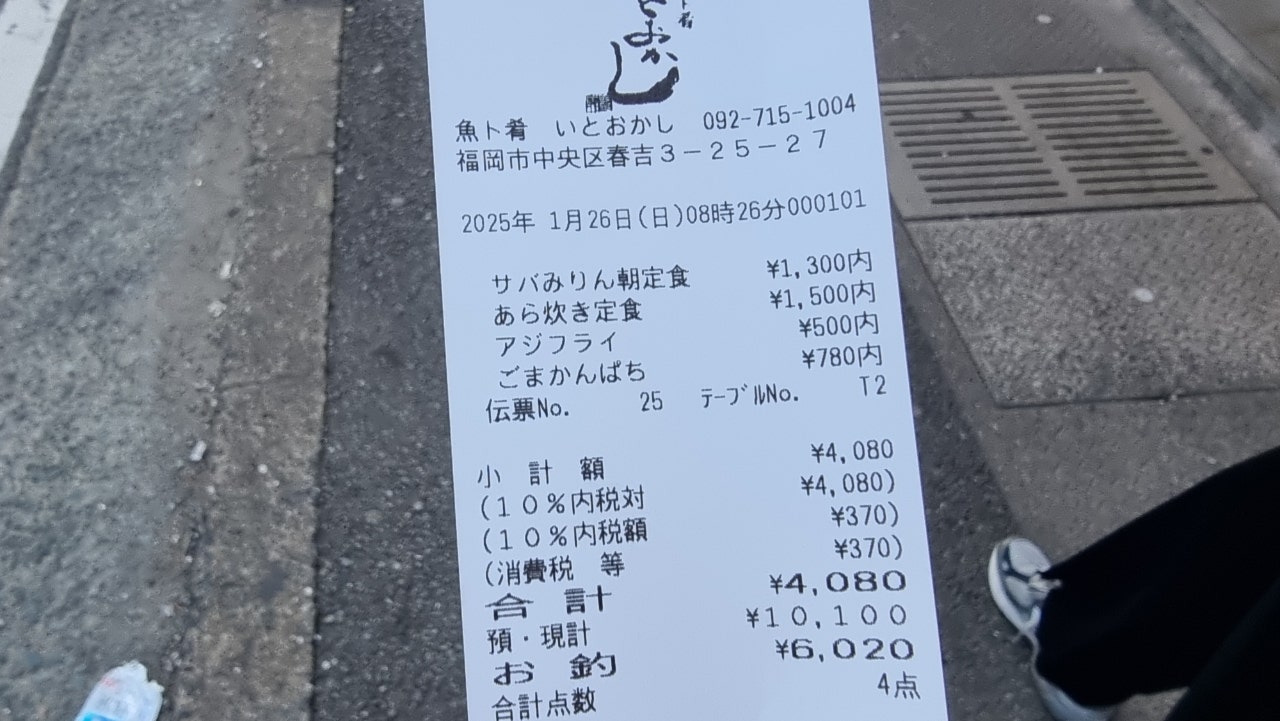 ト肴
とおかし
魚ト肴 いとおかし 092-715-1004
福岡市中央区春吉3-25-27
2025年 1月26日(日)08時26分000101
サバみりん朝定食 ¥1,300内
あら炊き定食 ¥1,500内
アジフライ ¥500内
ごまかんぱち ¥780内
伝票No. 25 テーブルNo. T2
小 計 額 ¥4,080
(10%内税対 ¥4,080)
(10%内税額 ¥370)
(消費税 等 ¥370)
合 計 ¥4,080
預・現計 ¥10,100
お 釣 ¥6,020
合計点数 4点